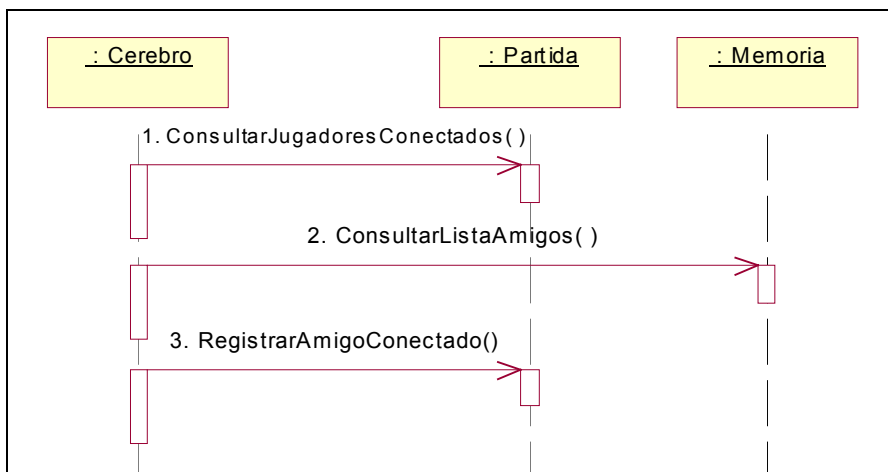 : Cerebro
: Partida
: Memoria
1. ConsultarJugadoresConectados( )
2. ConsultarListaAmigos( )
3. RegistrarAmigoConectado()